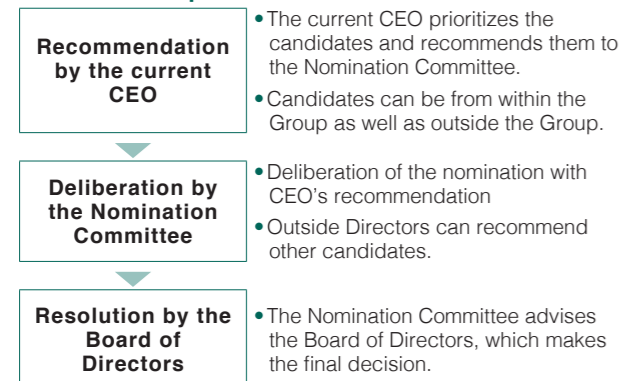 Recommendation
by the current
CEO
•The current CEO prioritizes the
candidates and recommends them to
the Nomination Committee.
•Candidates can be from within the
Group as well as outside the Group.
Deliberation by
the Nomination
Committee
•Deliberation of the nomination with
CEO's recommendation
•Outside Directors can recommend
other candidates.
Resolution by the
Board of
Directors
•The Nomination Committee advises
the Board of Directors, which makes
the final decision.